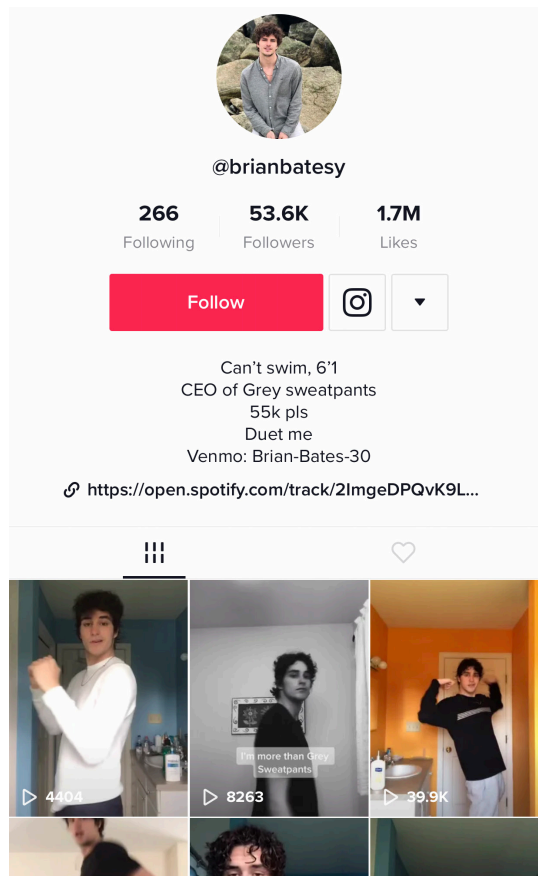 @brianbatesy
266 53.6K 1.7M
Following Followers Likes
Follow
Can't swim, 6'1
CEO of Grey sweatpants
55k pls
Duet me
Venmo: Brian-Bates-30
https://open.spotify.com/track/2ImgeDPQvK9L...
I'm more than Grey
Sweatpants
4404 8263 39.9K